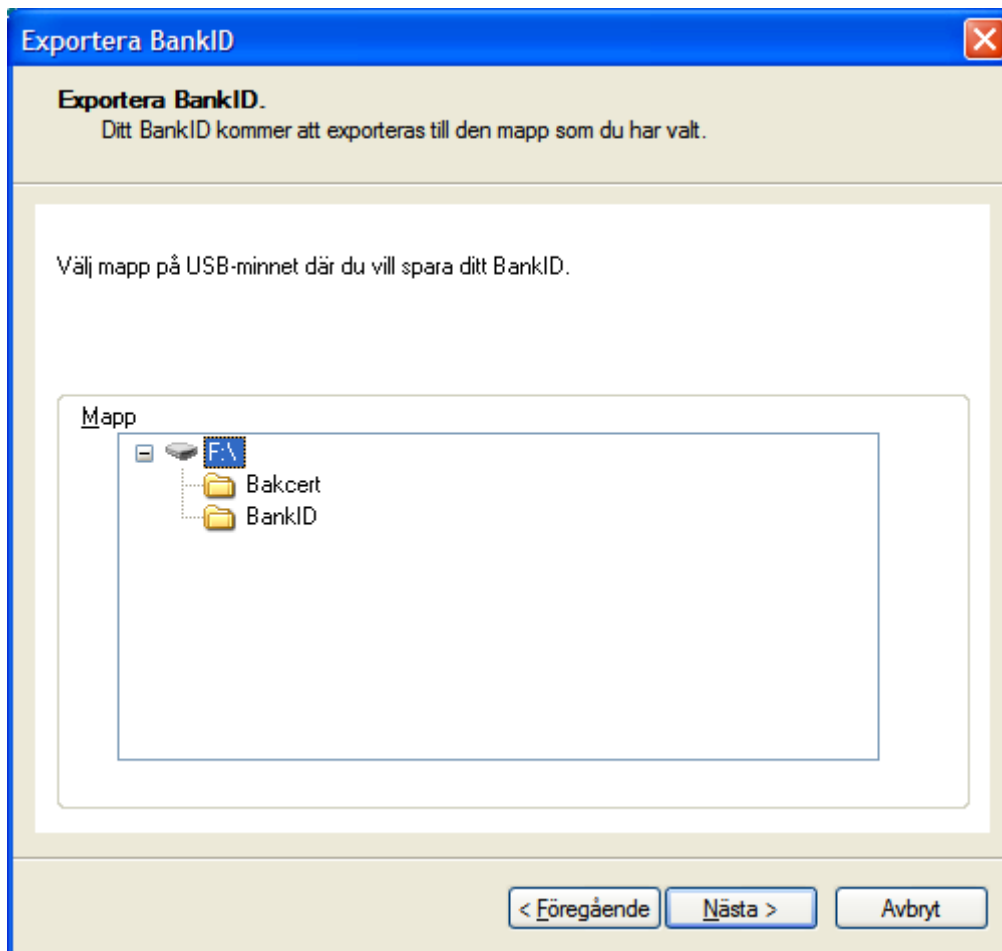 Exportera BankID
Exportera BankID.
Ditt BankID kommer att exporteras till den mapp som du har valt.
Välj mapp på USB-minnet där du vill spara ditt BankID.
Mapp
F:\
Bakcert
BankID
< Föregående
Nästa >
Avbryt